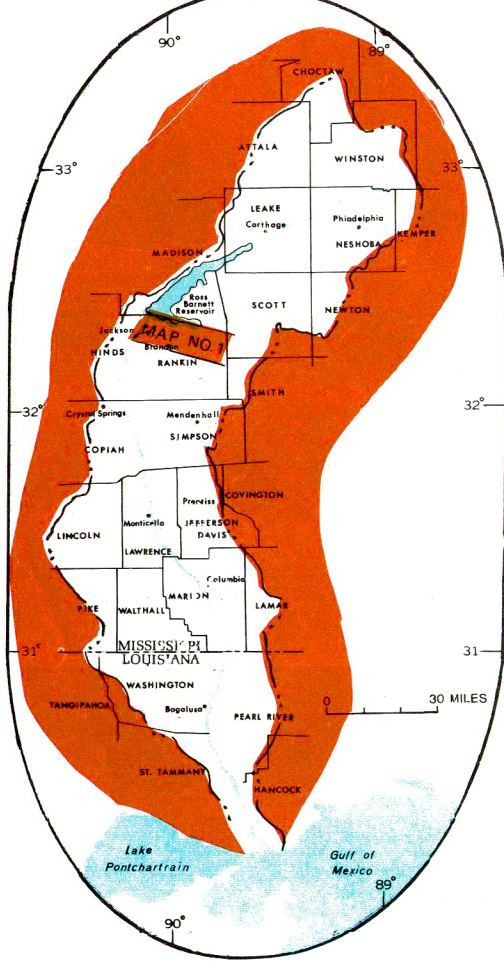 90°
89°
CHOCTAW
ATTALA
WINSTON
33°
33°
LEAKE
Carthage
Phiadelphia
NESHOBA
KEMPER
MADISON
Ross
Barnett
Reservoir
SCOTT
NEWTON
Jackson
MAP NO. 1
Brandon
HINDS
RANKIN
SMITH
32°
32°
Crystal Springs
Mendenhall
SIMPSON
COPIAH
COVINGTON
Prentiss
Monticello
JEFFERSON
DAVIS
LINCOLN
LAWRENCE
Columbia
MARION
PIKE
WALTHALL
LAMAR
MISSISSIPPI
31°
31°
LOUISIANA
WASHINGTON
0
30 MILES
TANGIPAHOA
Bogalusa
PEARL RIVER
ST. TAMMANY
HANCOCK
Lake
Pontchartrain
Gulf of
Mexico
89°
90°